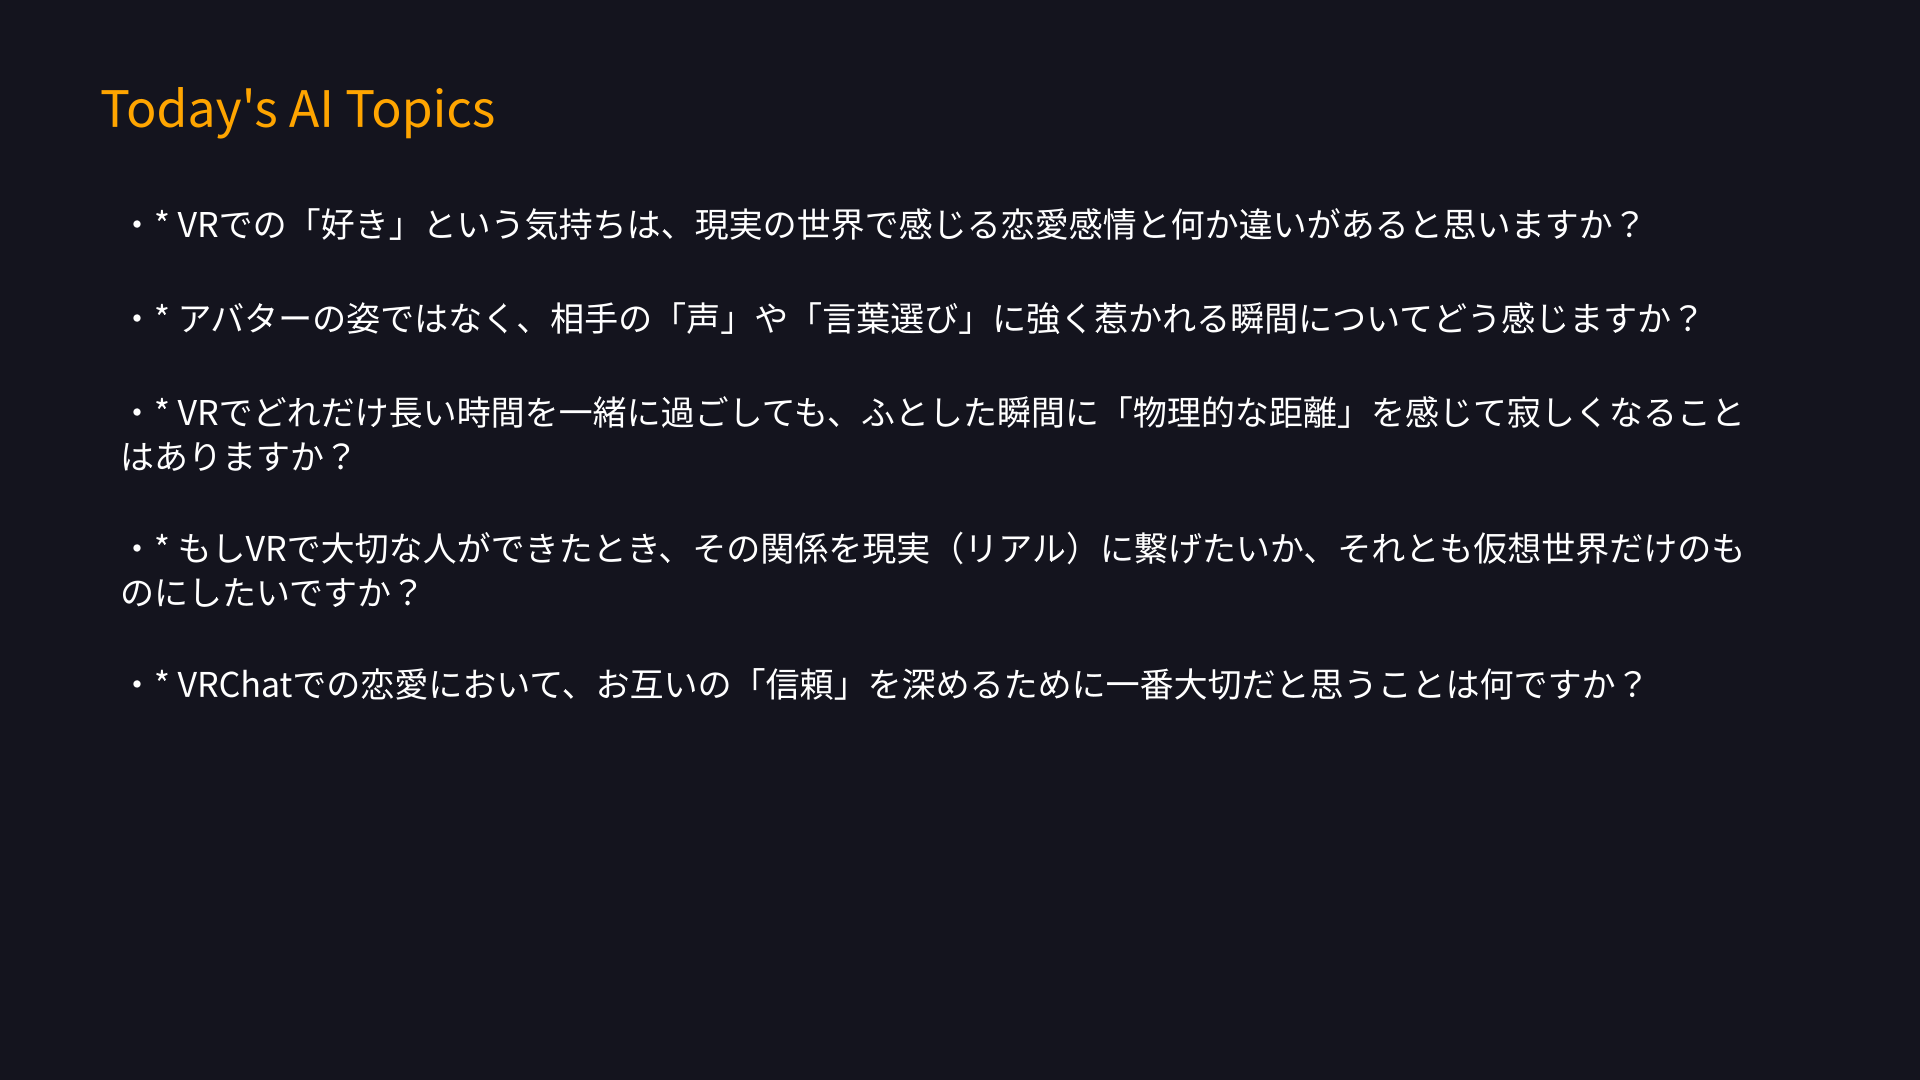 Today's AI Topics
・* VRでの「好き」という気持ちは、現実の世界で感じる恋愛感情と何か違いがあると思いますか？
・* アバターの姿ではなく、相手の「声」や「言葉選び」に強く惹かれる瞬間についてどう感じますか？
・* VRでどれだけ長い時間を一緒に過ごしても、ふとした瞬間に「物理的な距離」を感じて寂しくなること
はありますか？
・* もしVRで大切な人ができたとき、その関係を現実（リアル）に繋げたいか、それとも仮想世界だけのも
のにしたいですか？
・* VRChatでの恋愛において、お互いの「信頼」を深めるために一番大切だと思うことは何ですか？